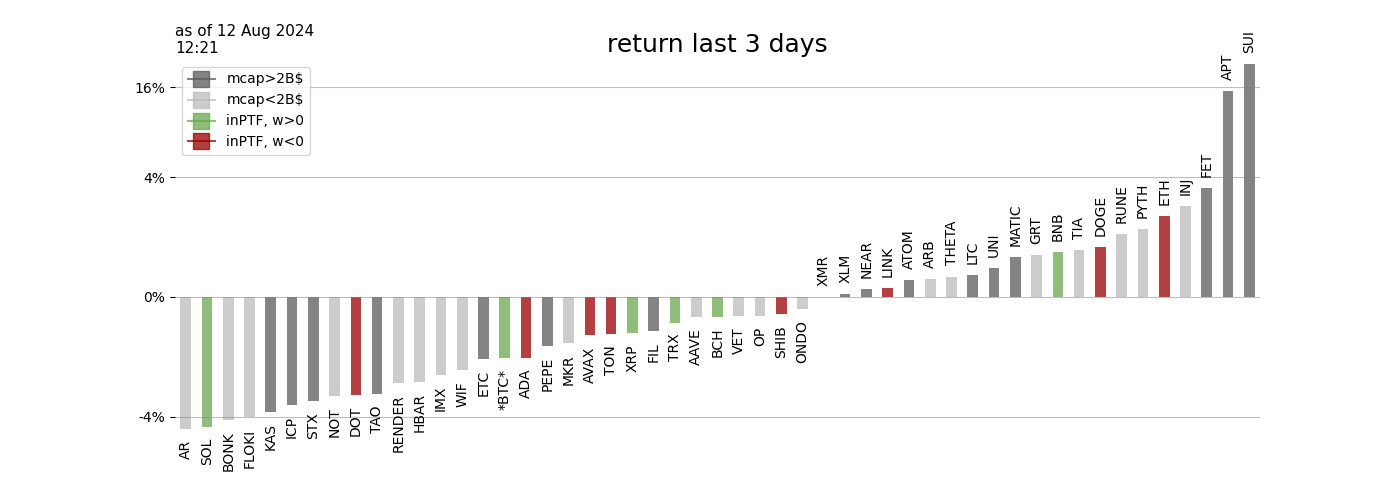 as of 12 Aug 2024
12:21
return last 3 days
mcap>2B$
mcap<2B$
inPTF, w>0
inPTF, w<0
16%
4%
0%
-4%
AR
SOL
BONK
FLOKI
KAS
ICP
STX
NOT
DOT
TAO
RENDER
HBAR
IMX
WIF
ETC
*BTC*
ADA
PEPE
MKR
AVAX
TON
XRP
FIL
TRX
AAVE
BCH
VET
OP
SHIB
ONDO
XMR
XLM
NEAR
LINK
ATOM
ARB
THETA
LTC
UNI
MATIC
GRT
BNB
TIA
DOGE
RUNE
PYTH
ETH
INJ
FET
APT
SUI